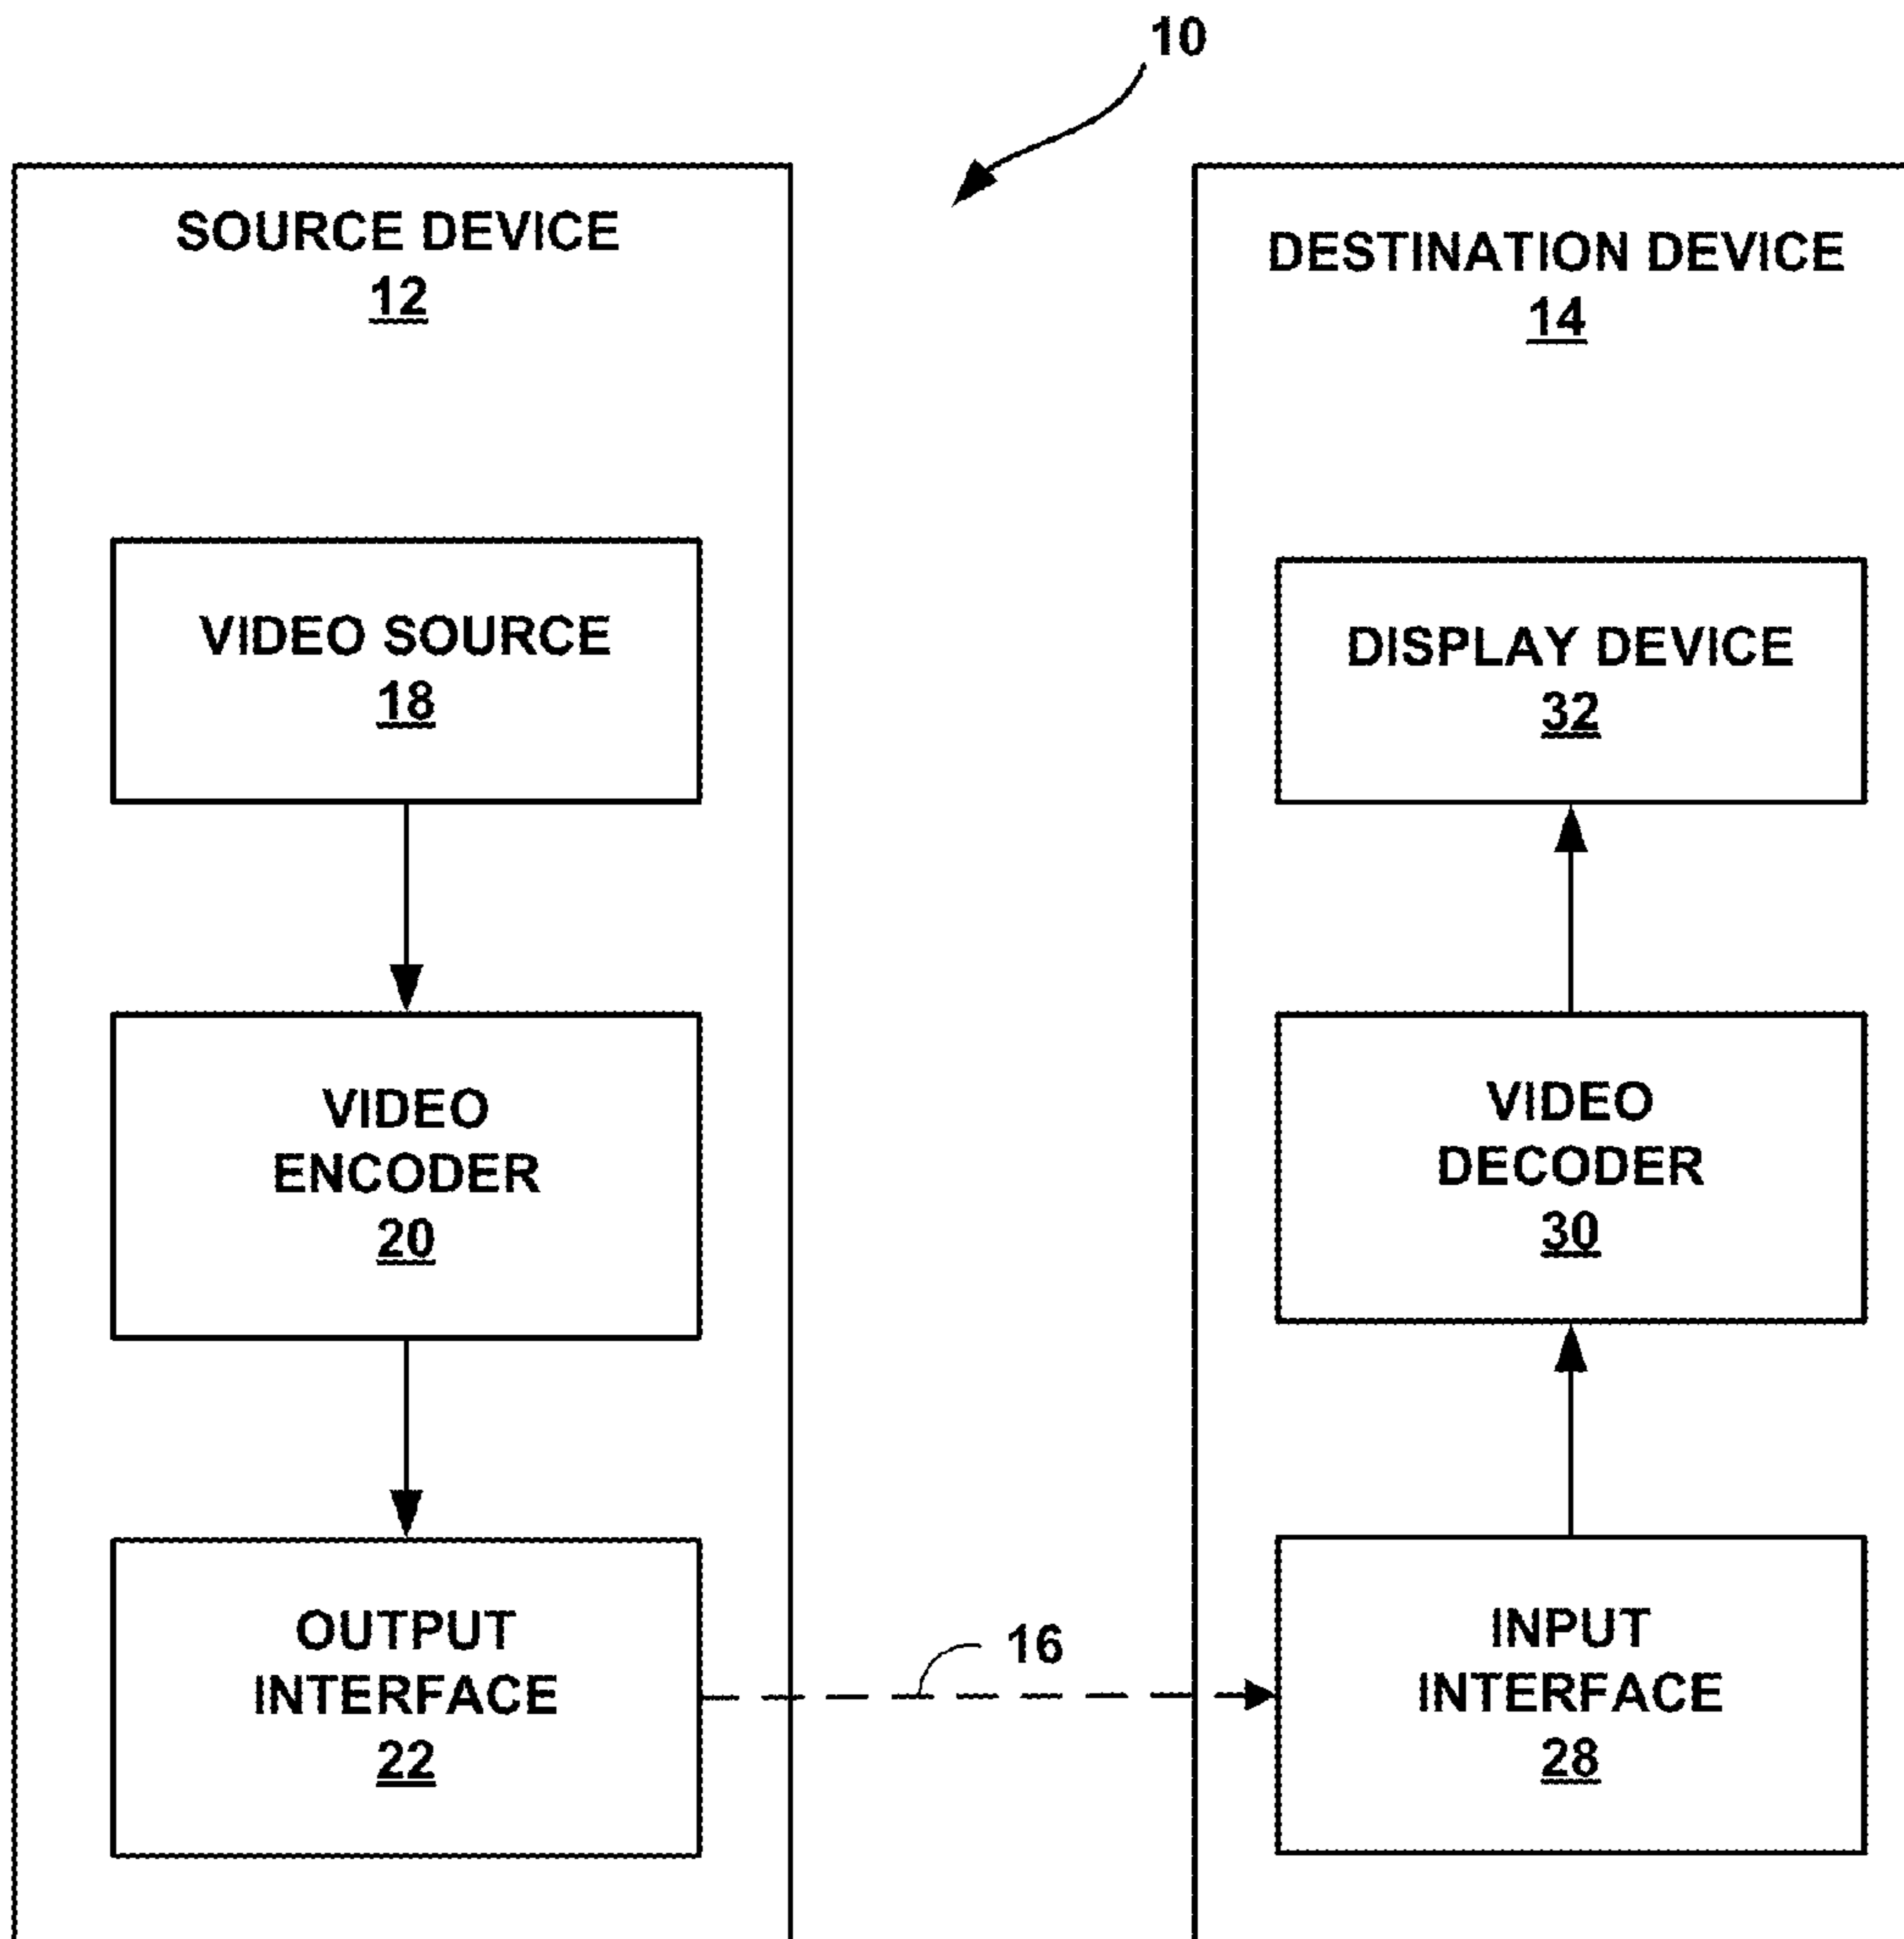 10
SOURCE DEVICE
12
VIDEO SOURCE
18
VIDEO
ENCODER
20
OUTPUT
INTERFACE
22
16
DESTINATION DEVICE
14
DISPLAY DEVICE
32
VIDEO
DECODER
30
INPUT
INTERFACE
28